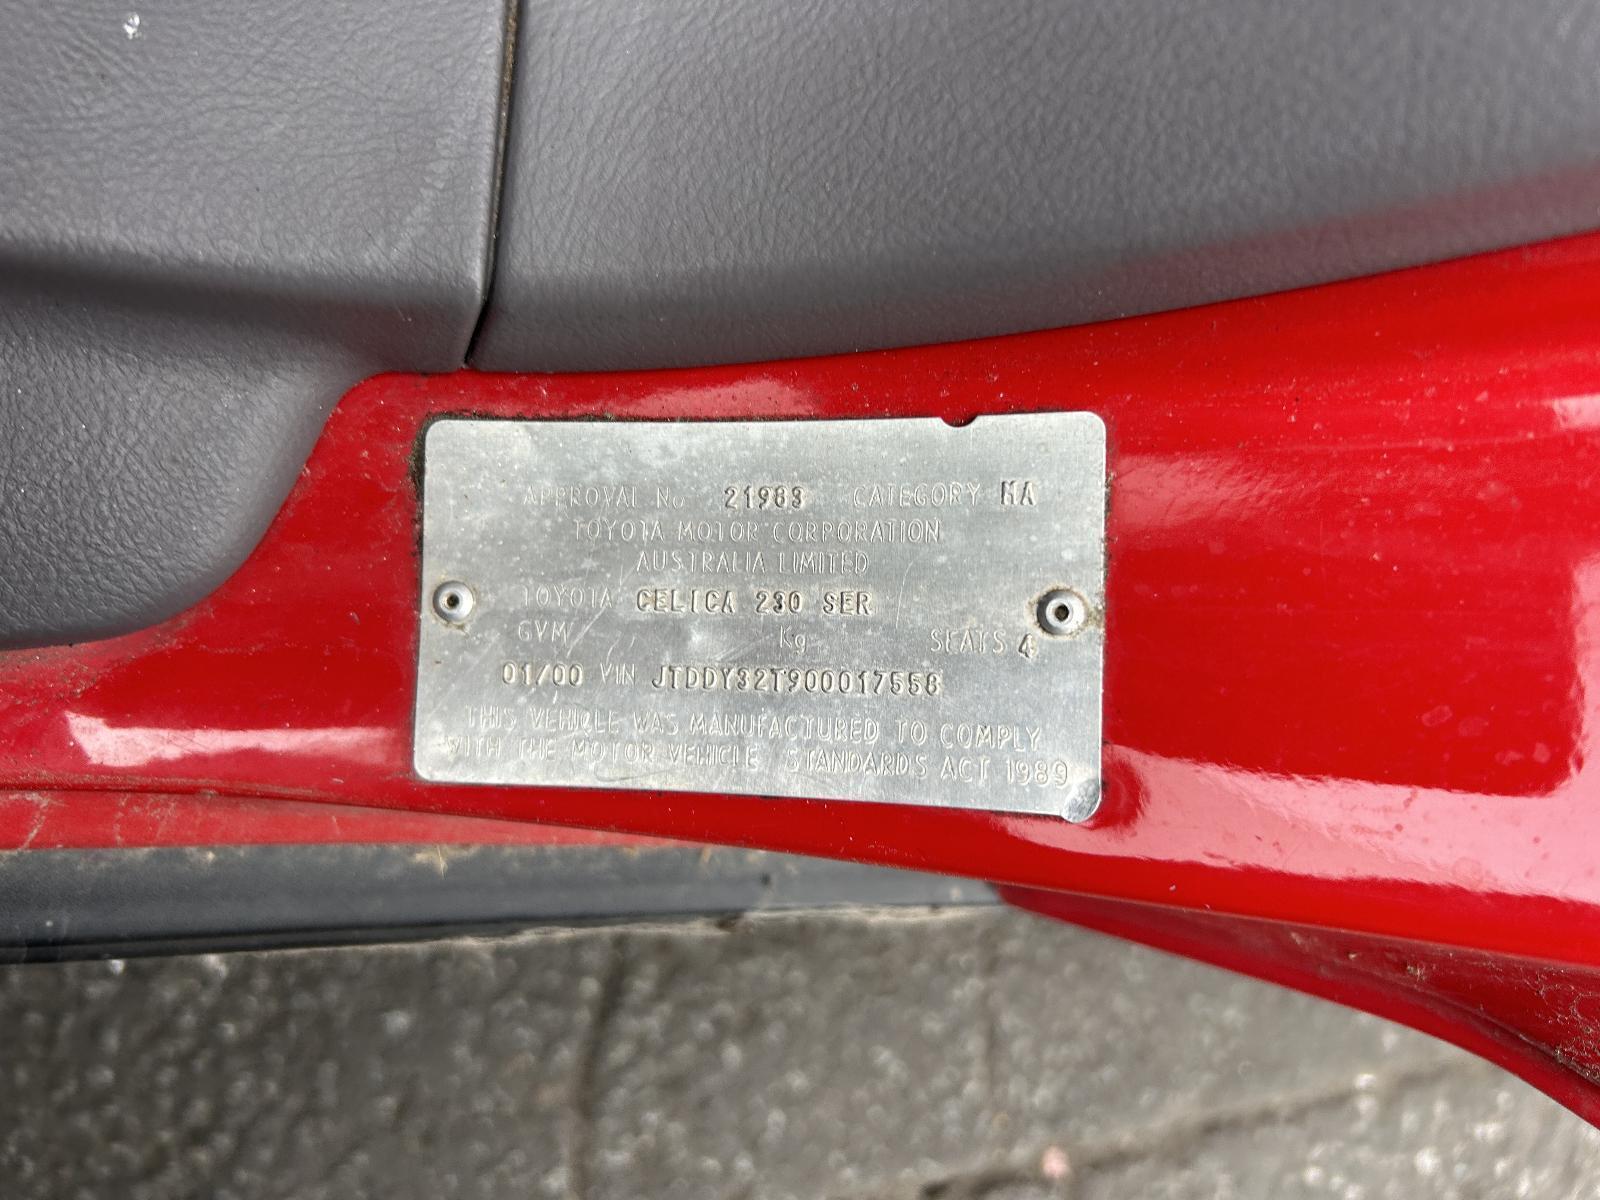 APPROVAL No 21983 CATEGORY MA
TOYOTA MOTOR CORPORATION
AUSTRALIA LIMITED
TOYOTA CELICA 230 SER
GVM Kg SEATS 4
01/00 VIN JTDDY32T900017558
THIS VEHICLE WAS MANUFACTURED TO COMPLY
WITH THE MOTOR VEHICLE STANDARDS ACT 1989